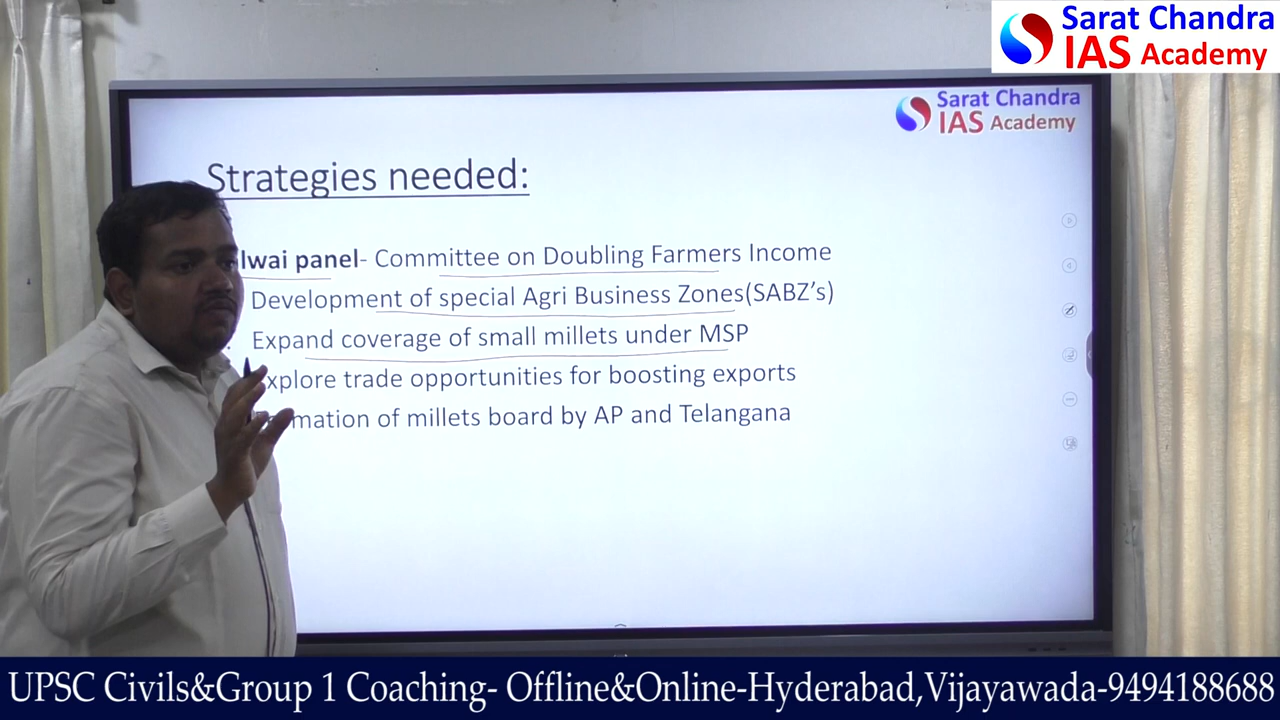 Sarat Chandra
IAS Academy
Sarat Chandra
IAS Academy
Strategies needed:
lwai panel- Committee on Doubling Farmers Income
Development of special Agri Business Zones(SABZ's)
Expand coverage of small millets under MSP
xplore trade opportunities for boosting exports
mation of millets board by AP and Telangana
UPSC Civils&Group 1 Coaching- Offline&Online-Hyderabad,Vijayawada-9494188688